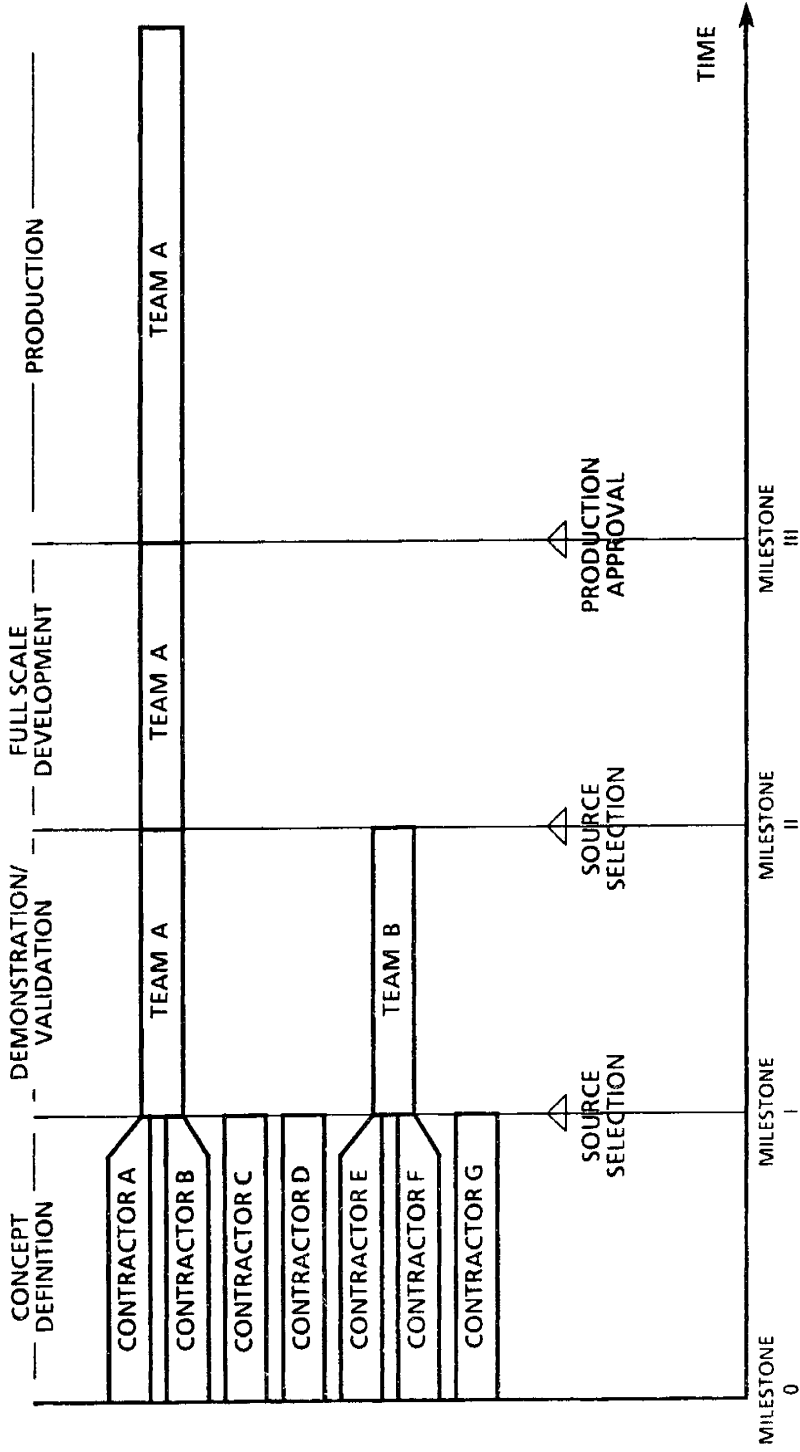 CONCEPT
DEFINITION
DEMONSTRATION/
VALIDATION
FULL SCALE
DEVELOPMENT
PRODUCTION
CONTRACTOR A
CONTRACTOR B
CONTRACTOR C
CONTRACTOR D
CONTRACTOR E
CONTRACTOR F
CONTRACTOR G
TEAM A
TEAM A
TEAM A
TEAM B
SOURCE
SELECTION
SOURCE
SELECTION
PRODUCTION
APPROVAL
TIME
MILESTONE
0
MILESTONE
I
MILESTONE
II
MILESTONE
III